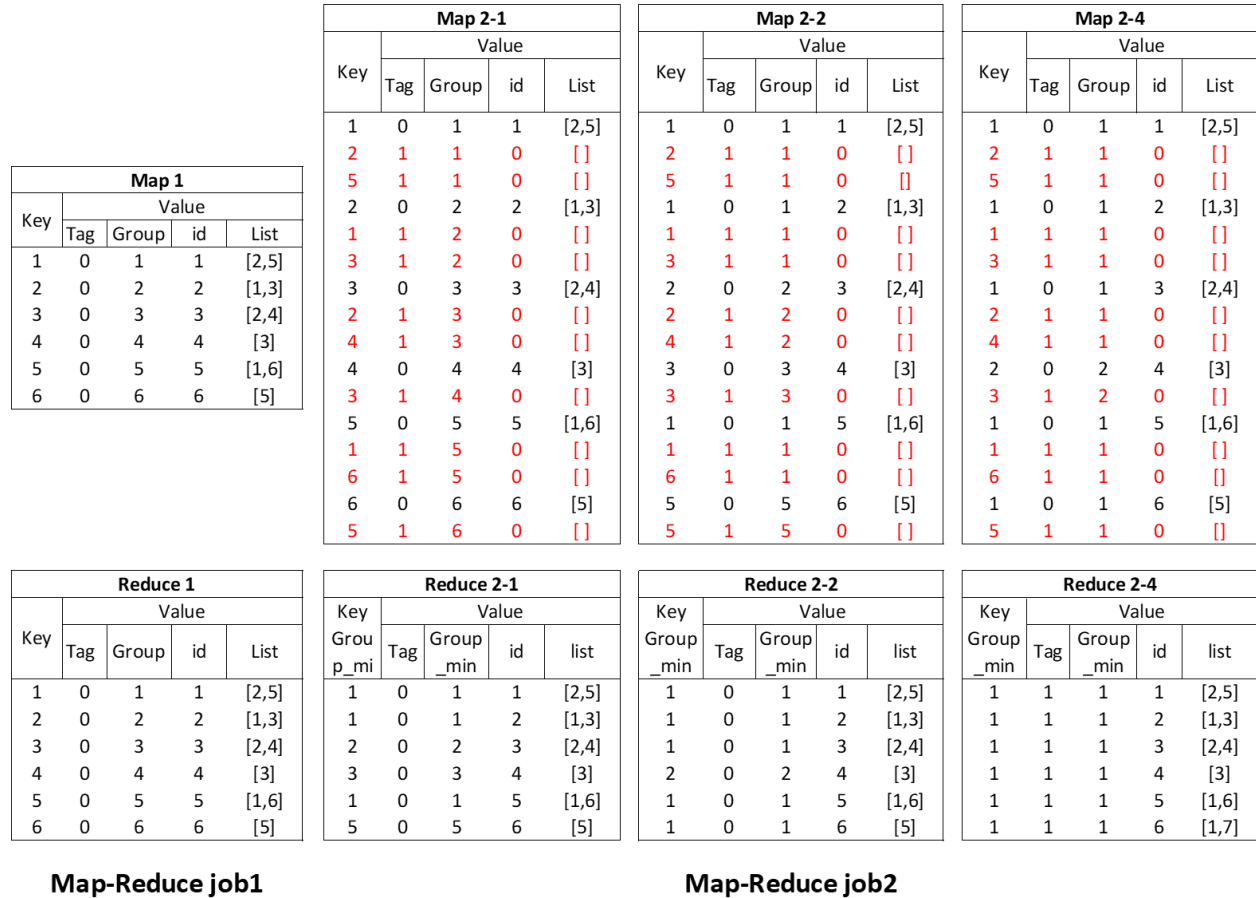 Map 1
Key Value
Tag Group id List
1 0 1 1 [2,5]
2 0 2 2 [1,3]
3 0 3 3 [2,4]
4 0 4 4 [3]
5 0 5 5 [1,6]
6 0 6 6 [5]
Map 2-1
Key Value
Tag Group id List
1 0 1 1 [2,5]
2 1 1 0 [ ]
5 1 1 0 [ ]
2 0 2 2 [1,3]
1 1 2 0 [ ]
3 1 2 0 [ ]
3 0 3 3 [2,4]
2 1 3 0 [ ]
4 1 3 0 [ ]
4 0 4 4 [3]
3 1 4 0 [ ]
5 0 5 5 [1,6]
1 1 5 0 [ ]
6 1 5 0 [ ]
6 0 6 6 [5]
5 1 6 0 [ ]
Map 2-2
Key Value
Tag Group id List
1 0 1 1 [2,5]
2 1 1 0 [ ]
5 1 1 0 []
1 0 1 2 [1,3]
1 1 1 0 [ ]
3 1 1 0 [ ]
2 0 2 3 [2,4]
2 1 2 0 [ ]
4 1 2 0 [ ]
3 0 3 4 [3]
3 1 3 0 [ ]
1 0 1 5 [1,6]
1 1 1 0 [ ]
6 1 1 0 [ ]
5 0 5 6 [5]
5 1 5 0 [ ]
Map 2-4
Key Value
Tag Group id List
1 0 1 1 [2,5]
2 1 1 0 [ ]
5 1 1 0 [ ]
1 0 1 2 [1,3]
1 1 1 0 [ ]
3 1 1 0 [ ]
1 0 1 3 [2,4]
2 1 1 0 [ ]
4 1 1 0 [ ]
2 0 2 4 [3]
3 1 2 0 [ ]
1 0 1 5 [1,6]
1 1 1 0 [ ]
6 1 1 0 []
1 0 1 6 [5]
5 1 1 0 []
Reduce 1
Key Value
Tag Group id List
1 0 1 1 [2,5]
2 0 2 2 [1,3]
3 0 3 3 [2,4]
4 0 4 4 [3]
5 0 5 5 [1,6]
6 0 6 6 [5]
Reduce 2-1
Key Value
Grou
p_mi Tag Group
_min id list
1 0 1 1 [2,5]
1 0 1 2 [1,3]
2 0 2 3 [2,4]
3 0 3 4 [3]
1 0 1 5 [1,6]
5 0 5 6 [5]
Reduce 2-2
Key Value
Group
_min Tag Group
_min id list
1 0 1 1 [2,5]
1 0 1 2 [1,3]
1 0 1 3 [2,4]
2 0 2 4 [3]
1 0 1 5 [1,6]
1 0 1 6 [5]
Reduce 2-4
Key Value
Group
_min Tag Group
_min id list
1 1 1 1 [2,5]
1 1 1 2 [1,3]
1 1 1 3 [2,4]
1 1 1 4 [3]
1 1 1 5 [1,6]
1 1 1 6 [1,7]
Map-Reduce job1
Map-Reduce job2